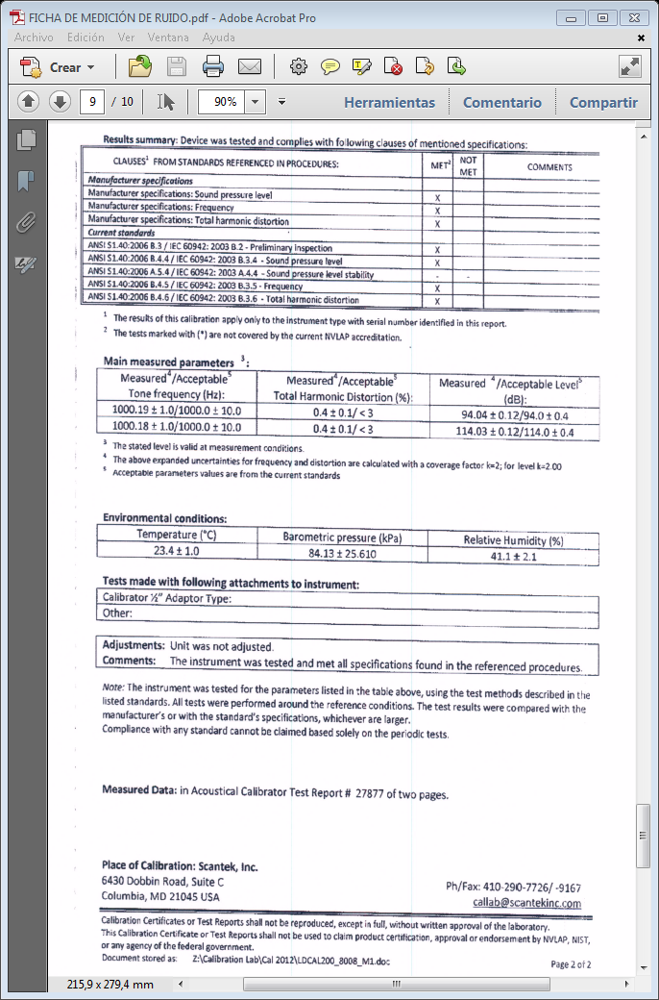 FICHA DE MEDICIÓN DE RUIDO.pdf - Adobe Acrobat Pro
Archivo Edición Ver Ventana Ayuda
Crear
9 / 10 90% Herramientas Comentario Compartir
Results summary: Device was tested and complies with following clauses of mentioned specifications:
CLAUSES1 FROM STANDARDS REFERENCED IN PROCEDURES: MET2 NOT MET COMMENTS
Manufacturer specifications
Manufacturer specifications: Sound pressure level X
Manufacturer specifications: Frequency X
Manufacturer specifications: Total harmonic distortion X
Current standards
ANSI S1.40:2006 B.3 / IEC 60942: 2003 B.2 - Preliminary inspection X
ANSI S1.40:2006 B.4.4 / IEC 60942: 2003 B.3.4 - Sound pressure level X
ANSI S1.40:2006 A.5.4 / IEC 60942: 2003 A.4.4 - Sound pressure level stability - -
ANSI S1.40:2006 B.4.5 / IEC 60942: 2003 B.3.5 - Frequency X
ANSI S1.40:2006 B.4.6 / IEC 60942: 2003 B.3.6 - Total harmonic distortion X
1 The results of this calibration apply only to the instrument type with serial number identified in this report.
2 The tests marked with (*) are not covered by the current NVLAP accreditation.
Main measured parameters 3:
Measured4/Acceptable5 Measured4/Acceptable5 Measured 4/Acceptable Level5
Tone frequency (Hz): Total Harmonic Distortion (%): (dB):
1000.19 ± 1.0/1000.0 ± 10.0 0.4 ± 0.1/ < 3 94.04 ± 0.12/94.0 ± 0.4
1000.18 ± 1.0/1000.0 ± 10.0 0.4 ± 0.1/ < 3 114.03 ± 0.12/114.0 ± 0.4
3 The stated level is valid at measurement conditions.
4 The above expanded uncertainties for frequency and distortion are calculated with a coverage factor k=2; for level k=2.00
5 Acceptable parameters values are from the current standards
Environmental conditions:
Temperature (°C) Barometric pressure (kPa) Relative Humidity (%)
23.4 ± 1.0 84.13 ± 25.610 41.1 ± 2.1
Tests made with following attachments to instrument:
Calibrator ½" Adaptor Type:
Other:
Adjustments: Unit was not adjusted.
Comments: The instrument was tested and met all specifications found in the referenced procedures.
Note: The instrument was tested for the parameters listed in the table above, using the test methods described in the
listed standards. All tests were performed around the reference conditions. The test results were compared with the
manufacturer's or with the standard's specifications, whichever are larger.
Compliance with any standard cannot be claimed based solely on the periodic tests.
Measured Data: in Acoustical Calibrator Test Report # 27877 of two pages.
Place of Calibration: Scantek, Inc.
6430 Dobbin Road, Suite C Ph/Fax: 410-290-7726/ -9167
Columbia, MD 21045 USA callab@scantekinc.com
Calibration Certificates or Test Reports shall not be reproduced, except in full, without written approval of the laboratory.
This Calibration Certificate or Test Reports shall not be used to claim product certification, approval or endorsement by NVLAP, NIST,
or any agency of the federal government.
Document stored as: Z:\Calibration Lab\Cal 2012\LDCAL200_8008_M1.doc Page 2 of 2
215,9 x 279,4 mm